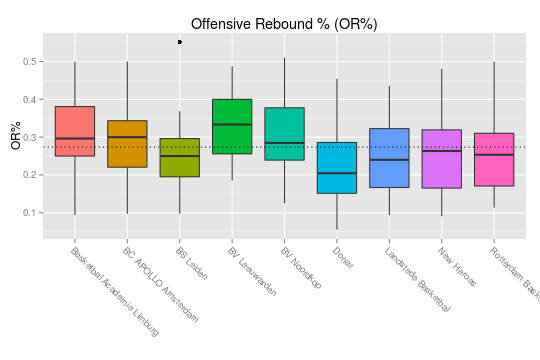 Offensive Rebound % (OR%)
OR%
0.5
0.4
0.3
0.2
0.1
Basketbal Academie Limburg
BC APOLLO Amsterdam
BS Leiden
BV Leeuwarden
BV Noordkop
Donar
Landstede Basketbal
New Heroes
Rotterdam Bask